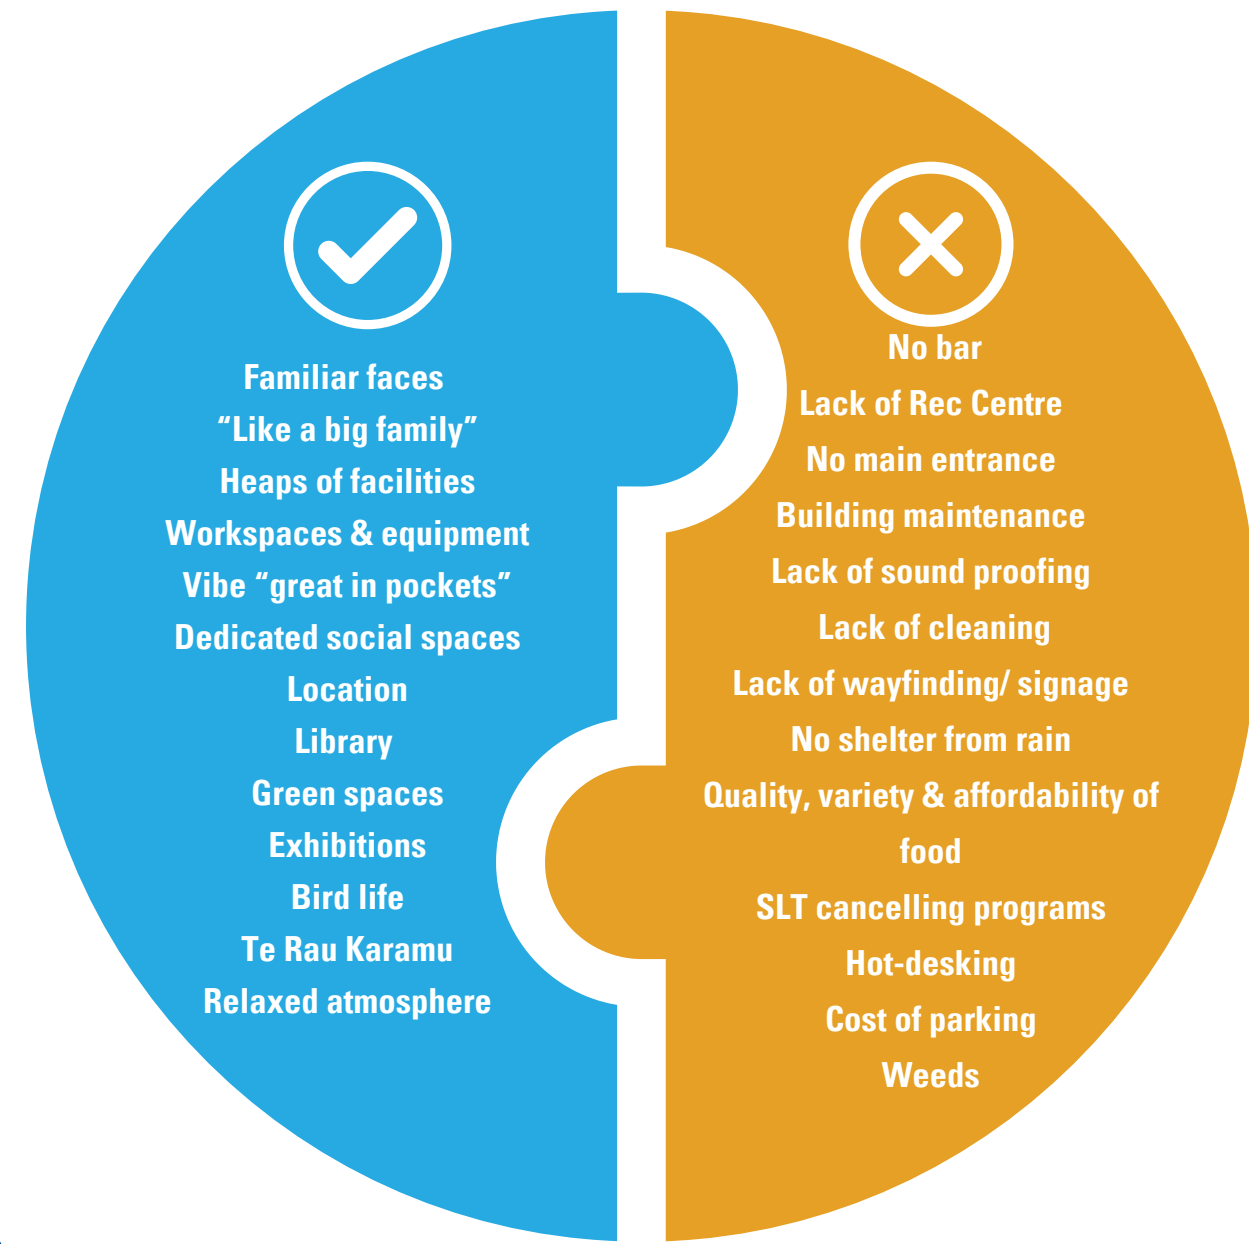 Familiar faces
“Like a big family”
Heaps of facilities
Workspaces & equipment
Vibe “great in pockets”
Dedicated social spaces
Location
Library
Green spaces
Exhibitions
Bird life
Te Rau Karamu
Relaxed atmosphere
No bar
Lack of Rec Centre
No main entrance
Building maintenance
Lack of sound proofing
Lack of cleaning
Lack of wayfinding/ signage
No shelter from rain
Quality, variety & affordability of
food
SLT cancelling programs
Hot-desking
Cost of parking
Weeds